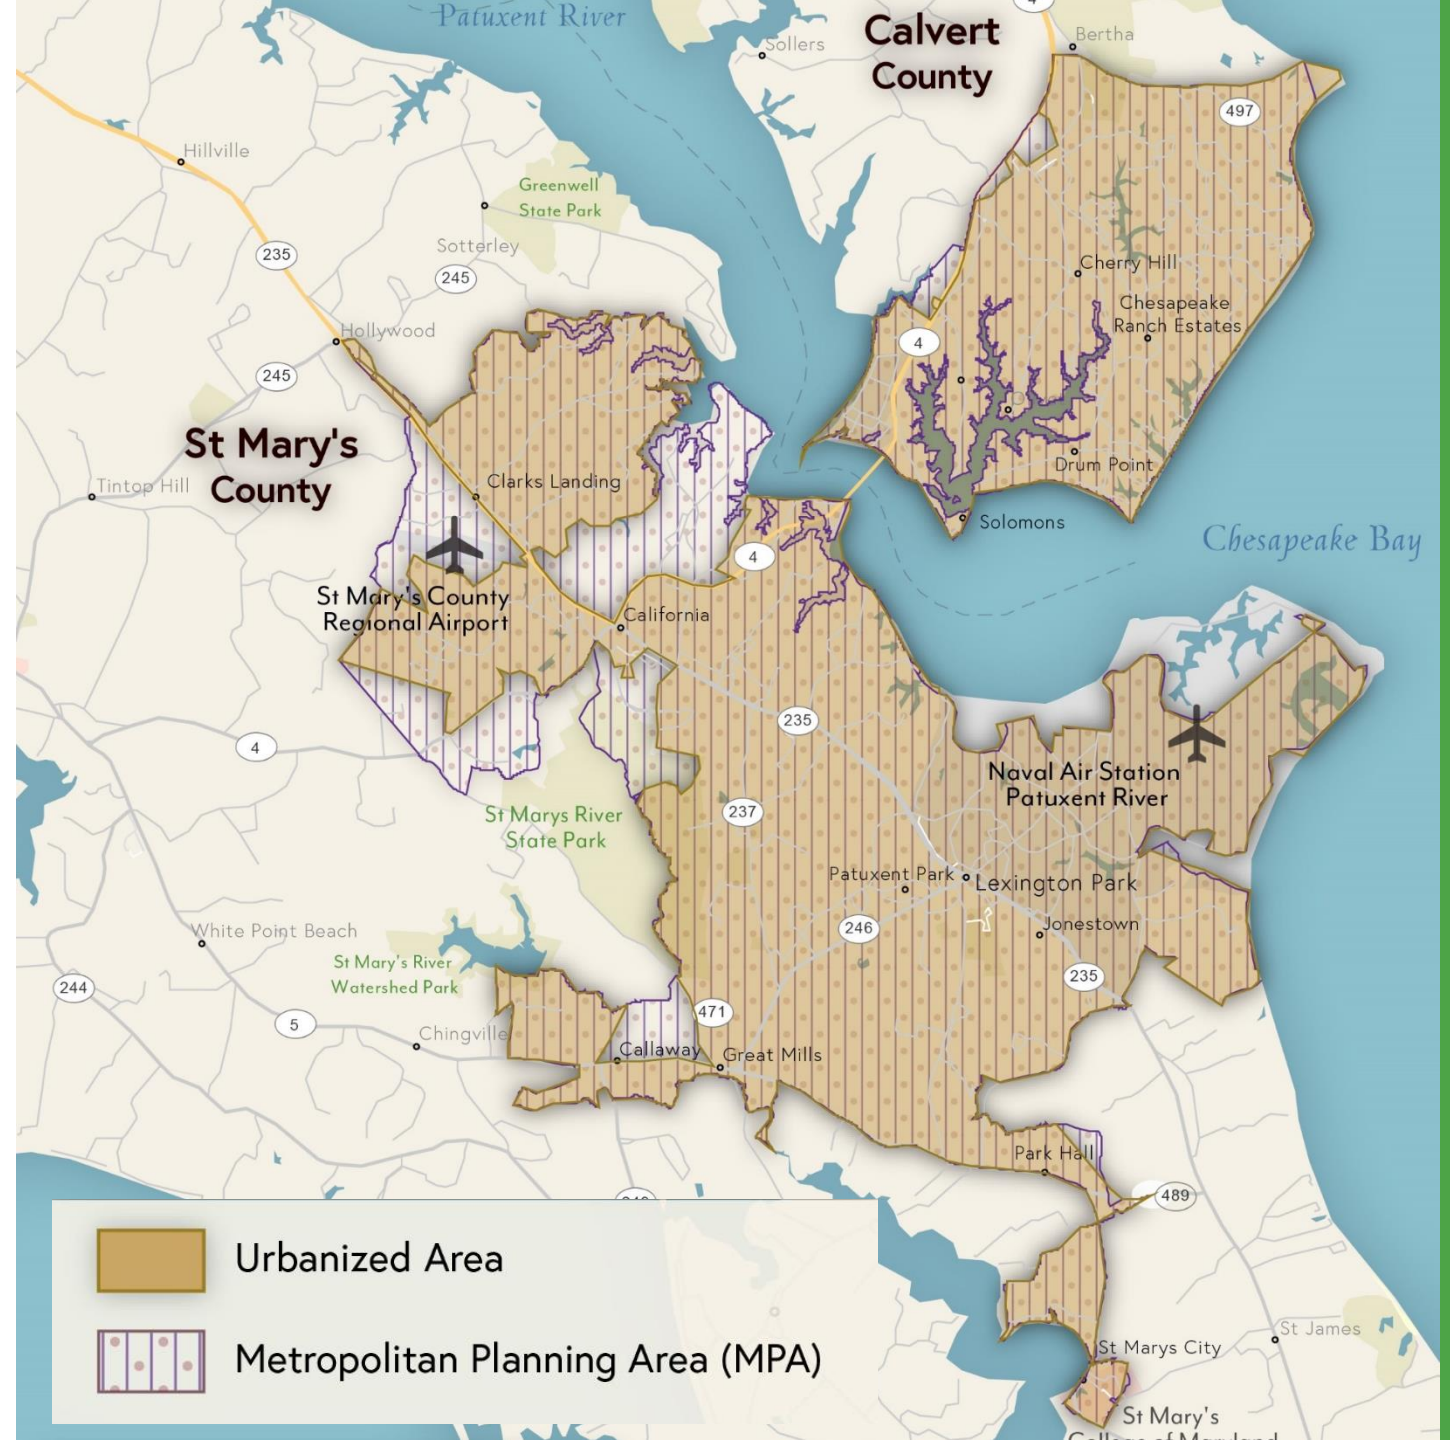 4
Patuxent River
Calvert
County
Sollers
Bertha
497
Hillville
Greenwell
State Park
Sotterley
235
245
Cherry Hill
Chesapeake
Ranch Estates
Hollywood
4
245
St Mary's
County
Drum Point
Tintop Hill
Clarks Landing
Solomons
Chesapeake Bay
4
St Mary's County
Regional Airport
California
235
4
Naval Air Station
Patuxent River
St Marys River
State Park
237
Patuxent Park
Lexington Park
White Point Beach
246
Jonestown
St Mary's River
Watershed Park
235
244
471
5
Chingville
Callaway
Great Mills
Park Hall
489
Urbanized Area
Metropolitan Planning Area (MPA)
St James
St Marys City
St Mary's
College of Maryland